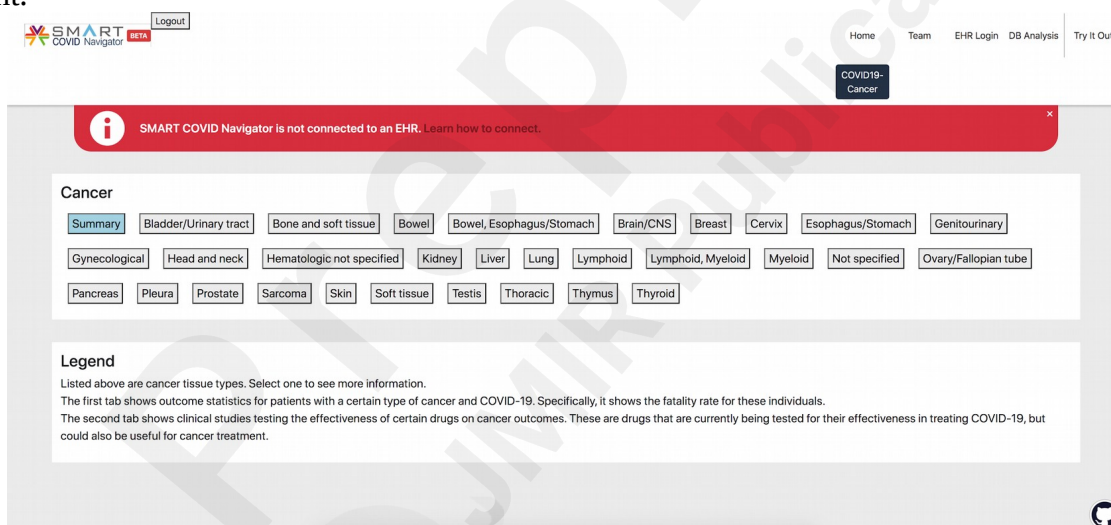 Logout
SMART
COVID Navigator BETA
Home Team EHR Login DB Analysis Try It Out
COVID19-
Cancer
SMART COVID Navigator is not connected to an EHR. Learn how to connect. ×
Cancer
Summary Bladder/Urinary tract Bone and soft tissue Bowel Bowel, Esophagus/Stomach Brain/CNS Breast Cervix Esophagus/Stomach Genitourinary
Gynecological Head and neck Hematologic not specified Kidney Liver Lung Lymphoid Lymphoid, Myeloid Myeloid Not specified Ovary/Fallopian tube
Pancreas Pleura Prostate Sarcoma Skin Soft tissue Testis Thoracic Thymus Thyroid
Legend
Listed above are cancer tissue types. Select one to see more information.
The first tab shows outcome statistics for patients with a certain type of cancer and COVID-19. Specifically, it shows the fatality rate for these individuals.
The second tab shows clinical studies testing the effectiveness of certain drugs on cancer outcomes. These are drugs that are currently being tested for their effectiveness in treating COVID-19, but
could also be useful for cancer treatment.
Prep
JMIR Publica